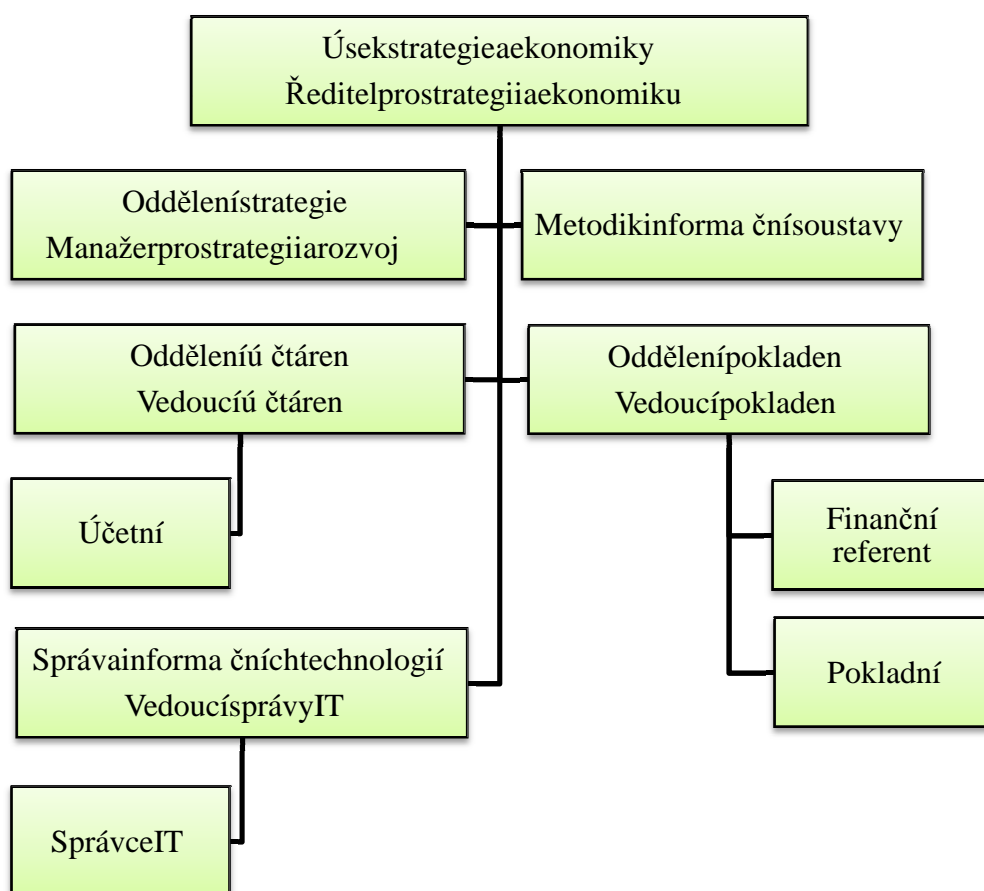 Úsekstrategieaekonomiky
Ředitelprostrategiiaekonomiku
Oddělenístrategie
Manažerprostrategiiarozvoj
Metodikinforma čnísoustavy
Odděleníú čtáren
Vedoucíú čtáren
Oddělenípokladen
Vedoucípokladen
Účetní
Finanční
referent
Správainforma čníchtechnologií
VedoucísprávyIT
Pokladní
SprávceIT